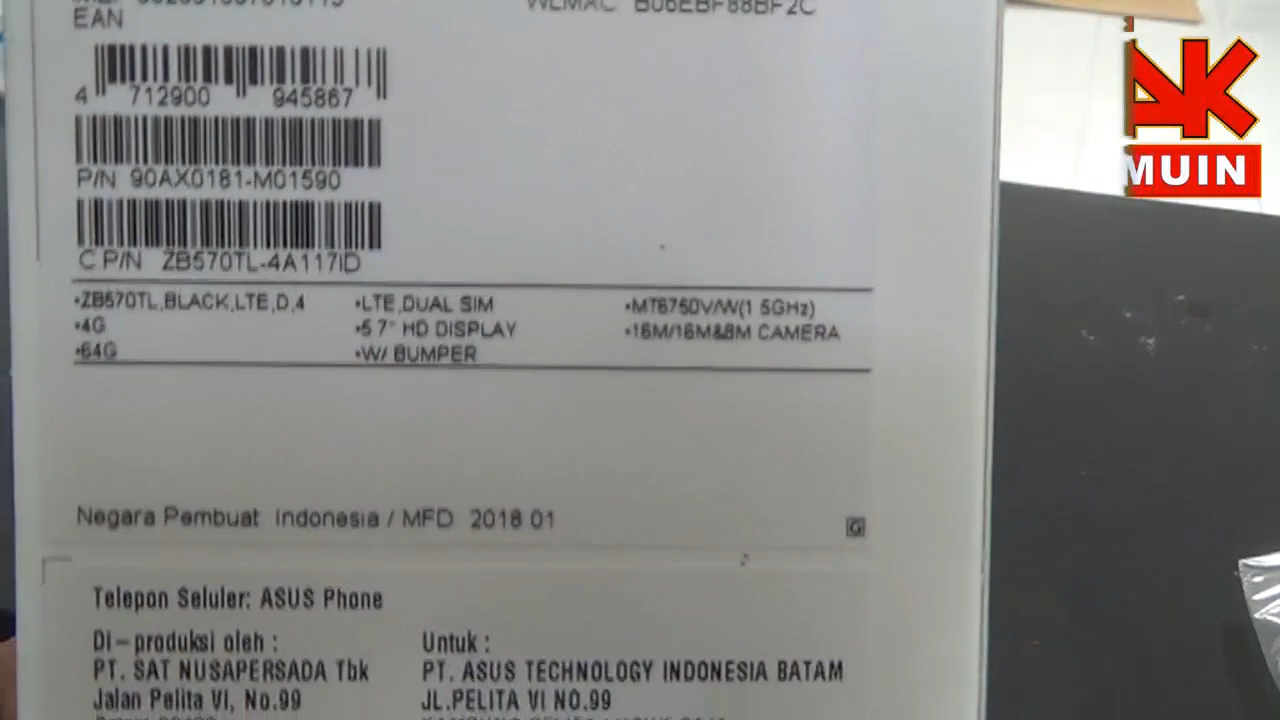 EAN
WLMAC B06EBF88BF2C
4 712900 945867
P/N 90AX0181-M01590
C P/N ZB570TL-4A117ID
•ZB570TL,BLACK,LTE,D,4
•4G
•64G
•LTE,DUAL SIM
•5.7" HD DISPLAY
•W/ BUMPER
•MT6750V/W(1 5GHz)
•16M/16M&8M CAMERA
Negara Pembuat Indonesia / MFD 2018 01
G
Telepon Seluler: ASUS Phone
Di-produksi oleh :
PT. SAT NUSAPERSADA Tbk
Jalan Pelita VI, No.99
Untuk :
PT. ASUS TECHNOLOGY INDONESIA BATAM
JL.PELITA VI NO.99
AK
MUIN